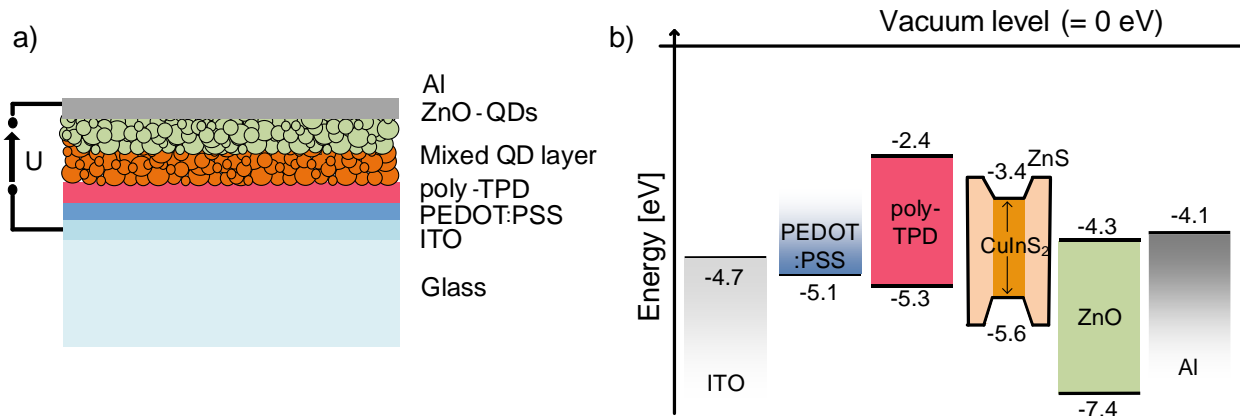 a)
Al
ZnO-QDs
U
Mixed QD layer
poly-TPD
PEDOT:PSS
ITO
Glass
b)
Vacuum level (= 0 eV)
Energy [eV]
-4.7
ITO
PEDOT
:PSS
-5.1
-2.4
poly-
TPD
-5.3
ZnS
-3.4
CuInS₂
-5.6
-4.3
ZnO
-7.4
-4.1
Al